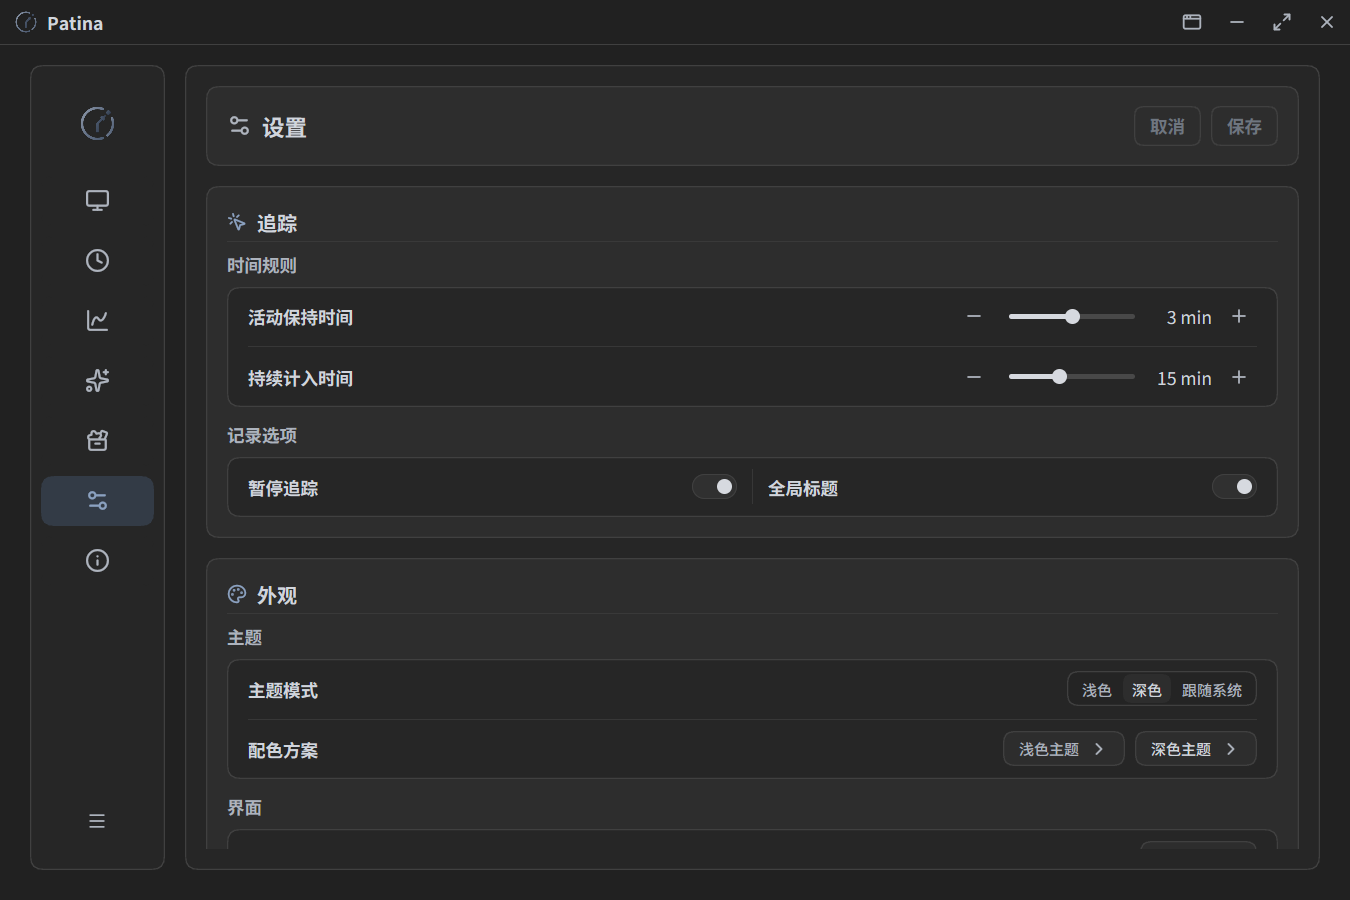 Patina
设置
取消
保存
追踪
时间规则
活动保持时间
3 min
持续计入时间
15 min
记录选项
暂停追踪
全局标题
外观
主题
主题模式
浅色
深色
跟随系统
配色方案
浅色主题
深色主题
界面